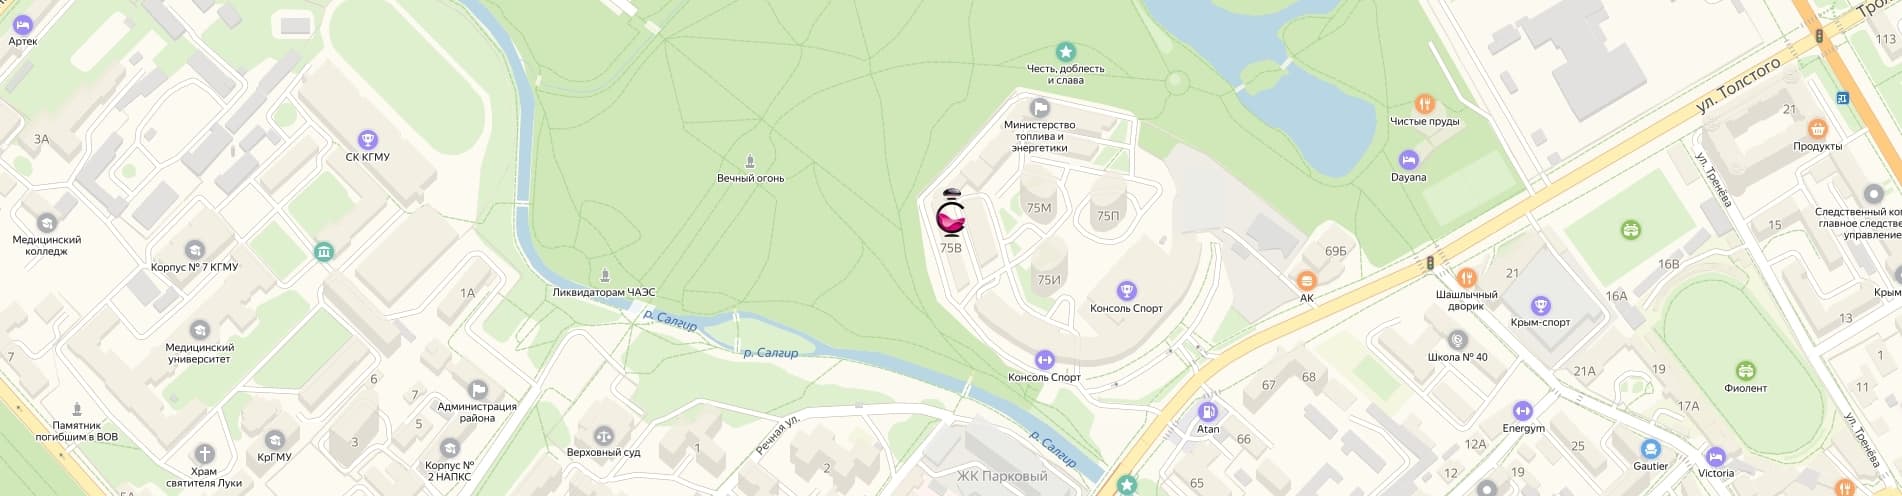 Артек
3А
СК КГМУ
Медицинский
колледж
Корпус № 7 КГМУ
1А
Медицинский
университет
7
6
5
3
Администрация
района
Памятник
погибшим в ВОВ
Храм
святителя Луки
КрГМУ
Корпус №
2 НАПКС
5А
Вечный огонь
Ликвидаторам ЧАЭС
р. Салгир
р. Салгир
р. Салгир
Верховный суд
1
Речная ул.
2
ЖК Парковый
Честь, доблесть
и слава
Министерство
топлива и
энергетики
75М
75П
75В
75И
Консоль Спорт
Консоль Спорт
Чистые пруды
Dayana
69Б
АК
Atan
67
68
66
65
ул. Толстого
113
21
Продукты
ул. Тренёва
15
главное следстве
управление
16В
16А
21
Шашлычный
дворик
Крым-спорт
Школа № 40
21А
19
Фиолент
17А
13
1
11
ул. Тренёва
Energym
12А
25
12
19
Gautier
Victoria